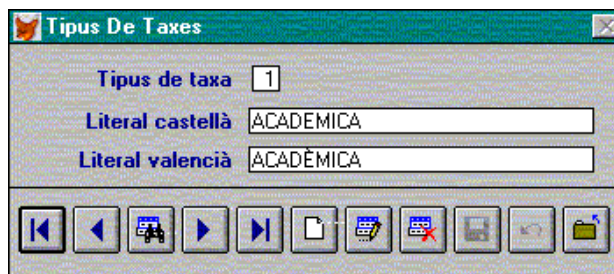 Tipus De Taxes
Tipus de taxa 1
Literal castellà ACADEMICA
Literal valencià ACADÈMICA